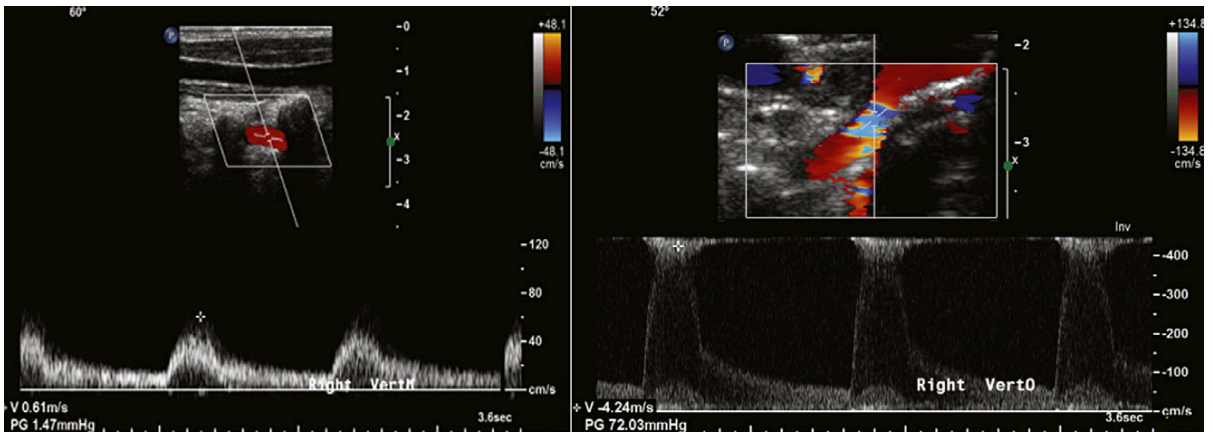 60°
P
+48.1
-48.1
cm/s
-0
-1
-2
x
-3
-4
-120
-80
-40
-cm/s
Right VertM
V 0.61m/s
PG 1.47mmHg
3.6sec
52°
P
+134.8
-134.8
cm/s
-2
-3
x
Inv
-400
-300
-200
-100
-cm/s
Right VertO
V -4.24m/s
PG 72.03mmHg
3.6sec